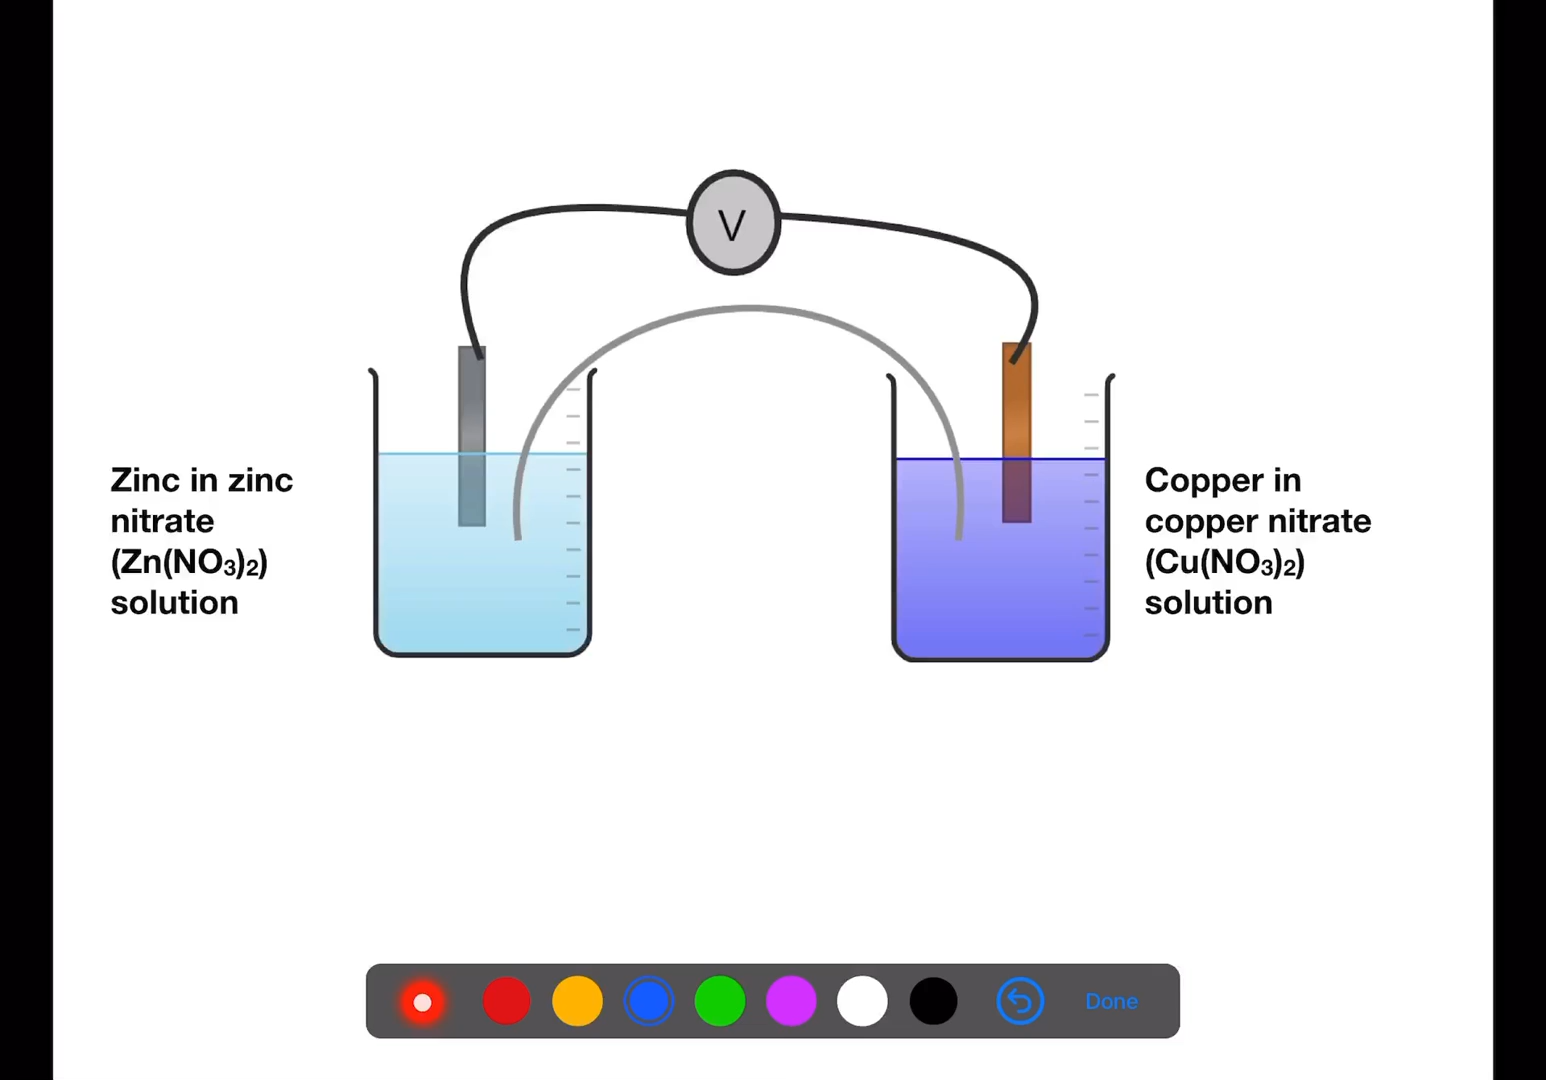 V
Zinc in zinc
nitrate
(Zn(NO₃)₂)
solution
Copper in
copper nitrate
(Cu(NO₃)₂)
solution
Done